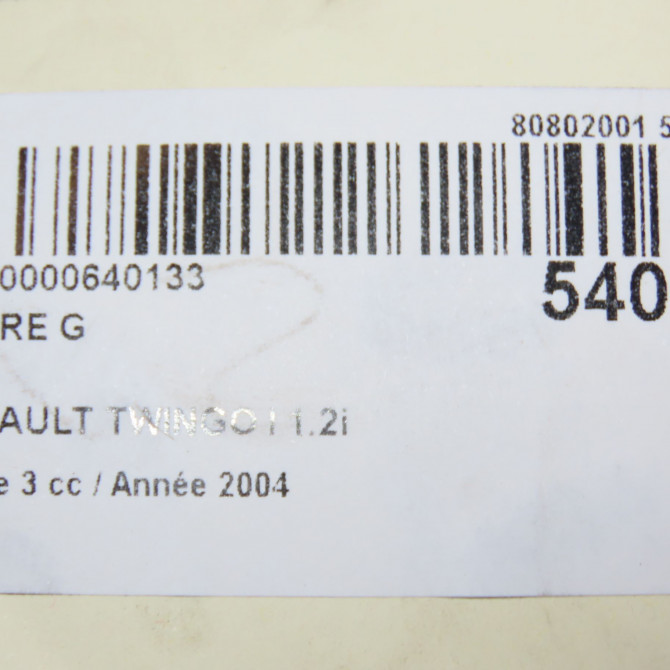 80802001 5
0000640133
540
RE G
AULT TWINGO I 1.2i
e 3 cc / Année 2004